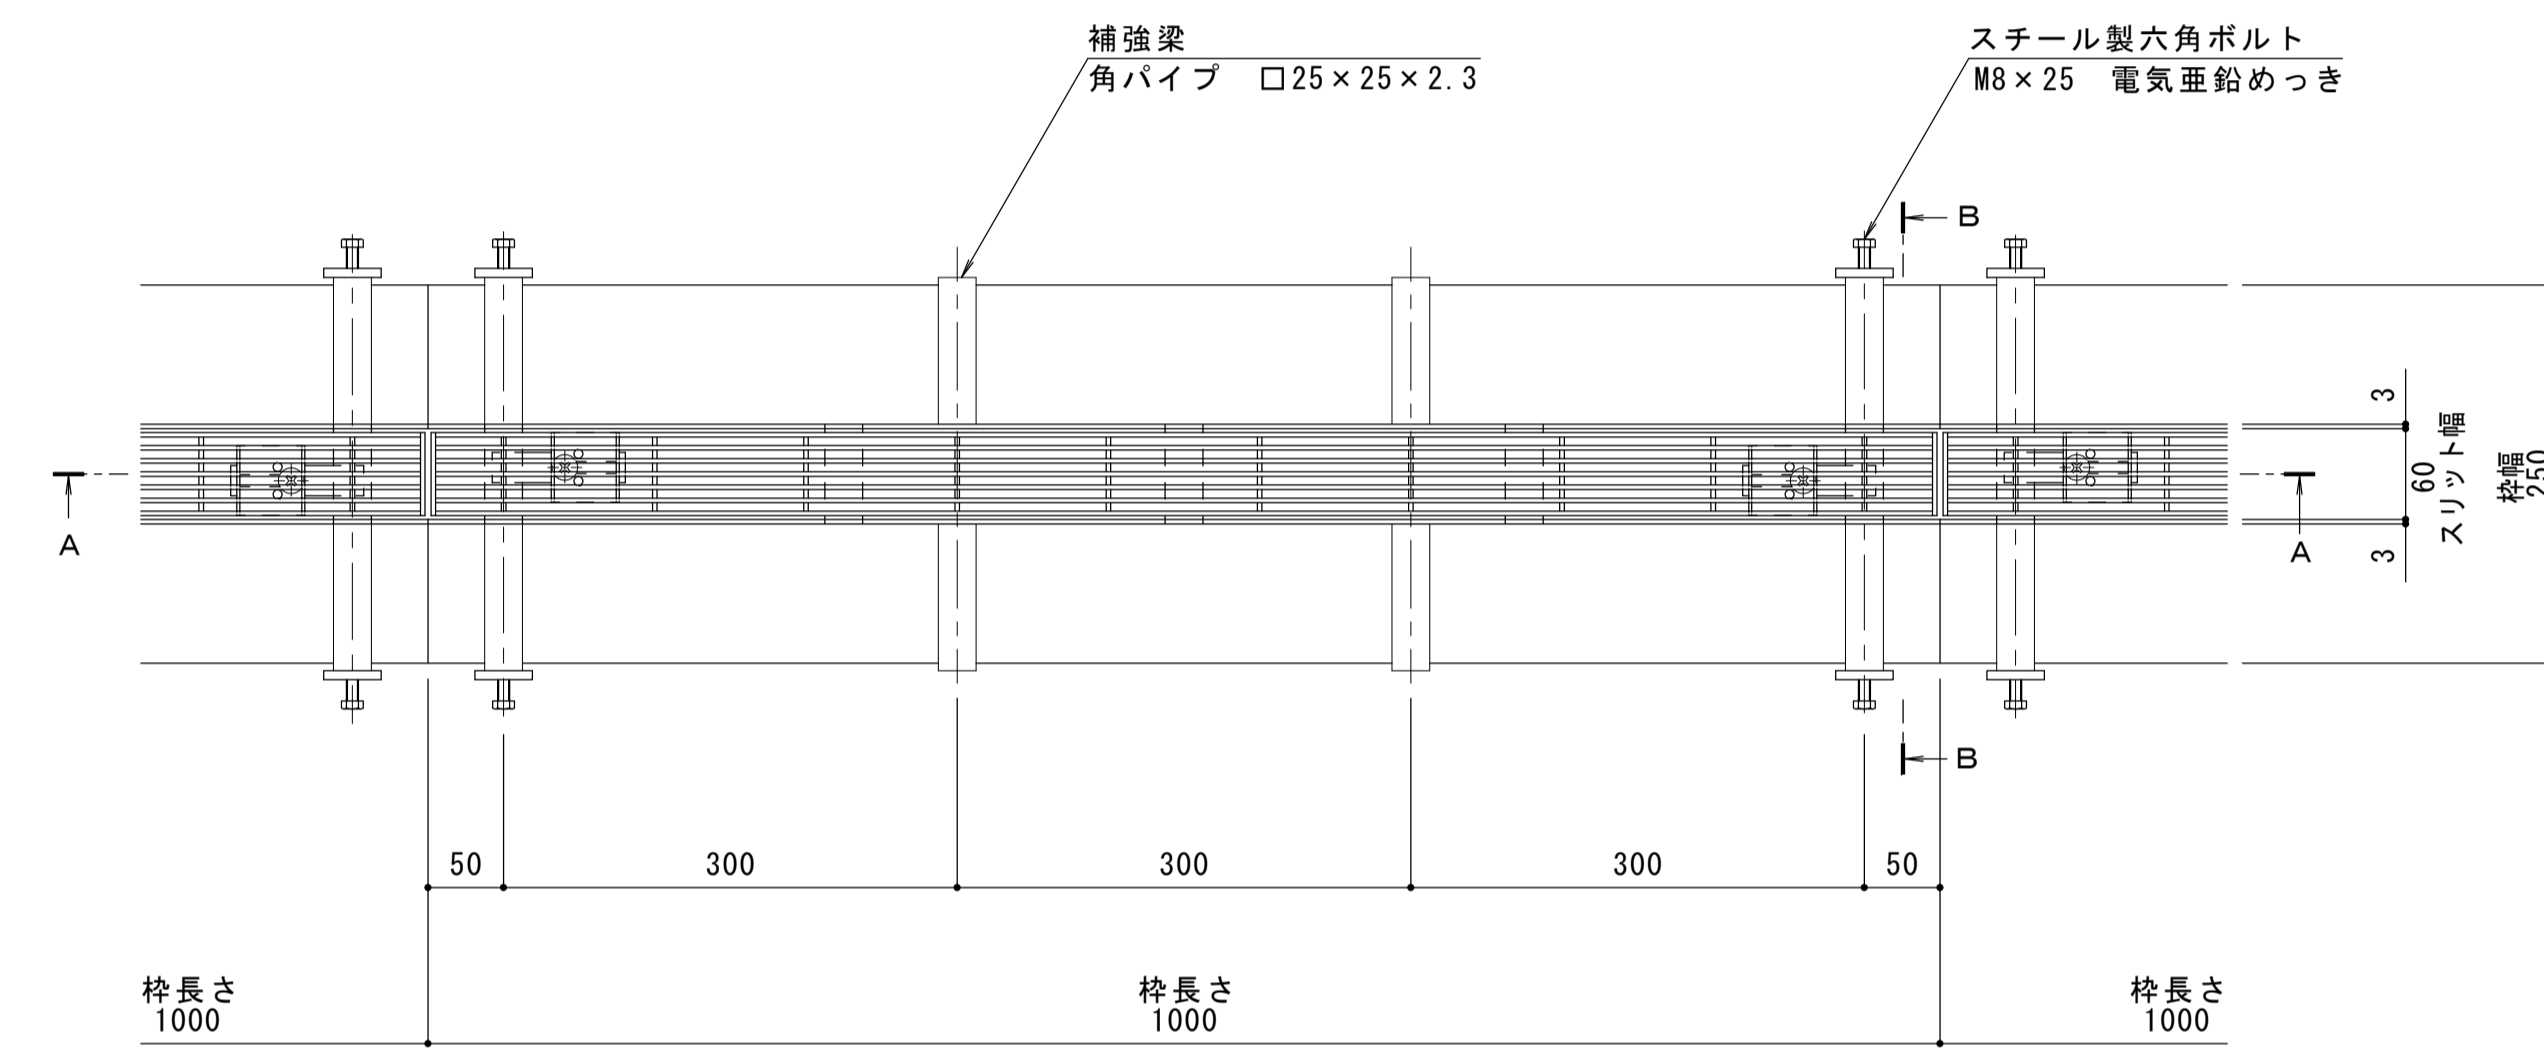 補強梁
角パイプ　□25×25×2.3
スチール製六角ボルト
M8×25　電気亜鉛めっき
B
A
A
3
60
スリット幅
3
枠幅
250
B
50
300
300
300
50
枠長さ
1000
枠長さ
1000
枠長さ
1000